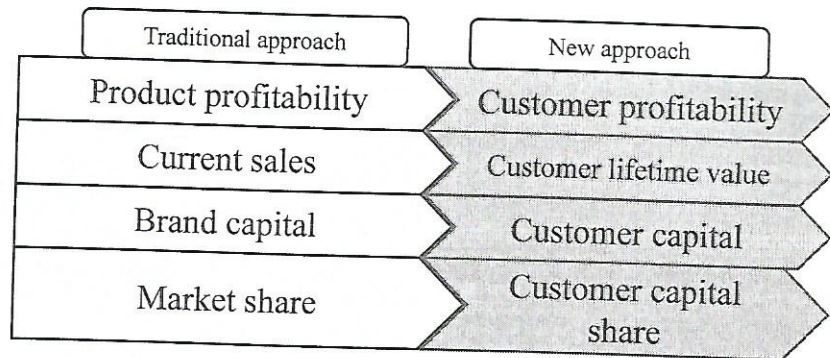 Traditional approach
New approach
Product profitability
Customer profitability
Current sales
Customer lifetime value
Brand capital
Customer capital
Market share
Customer capital
share